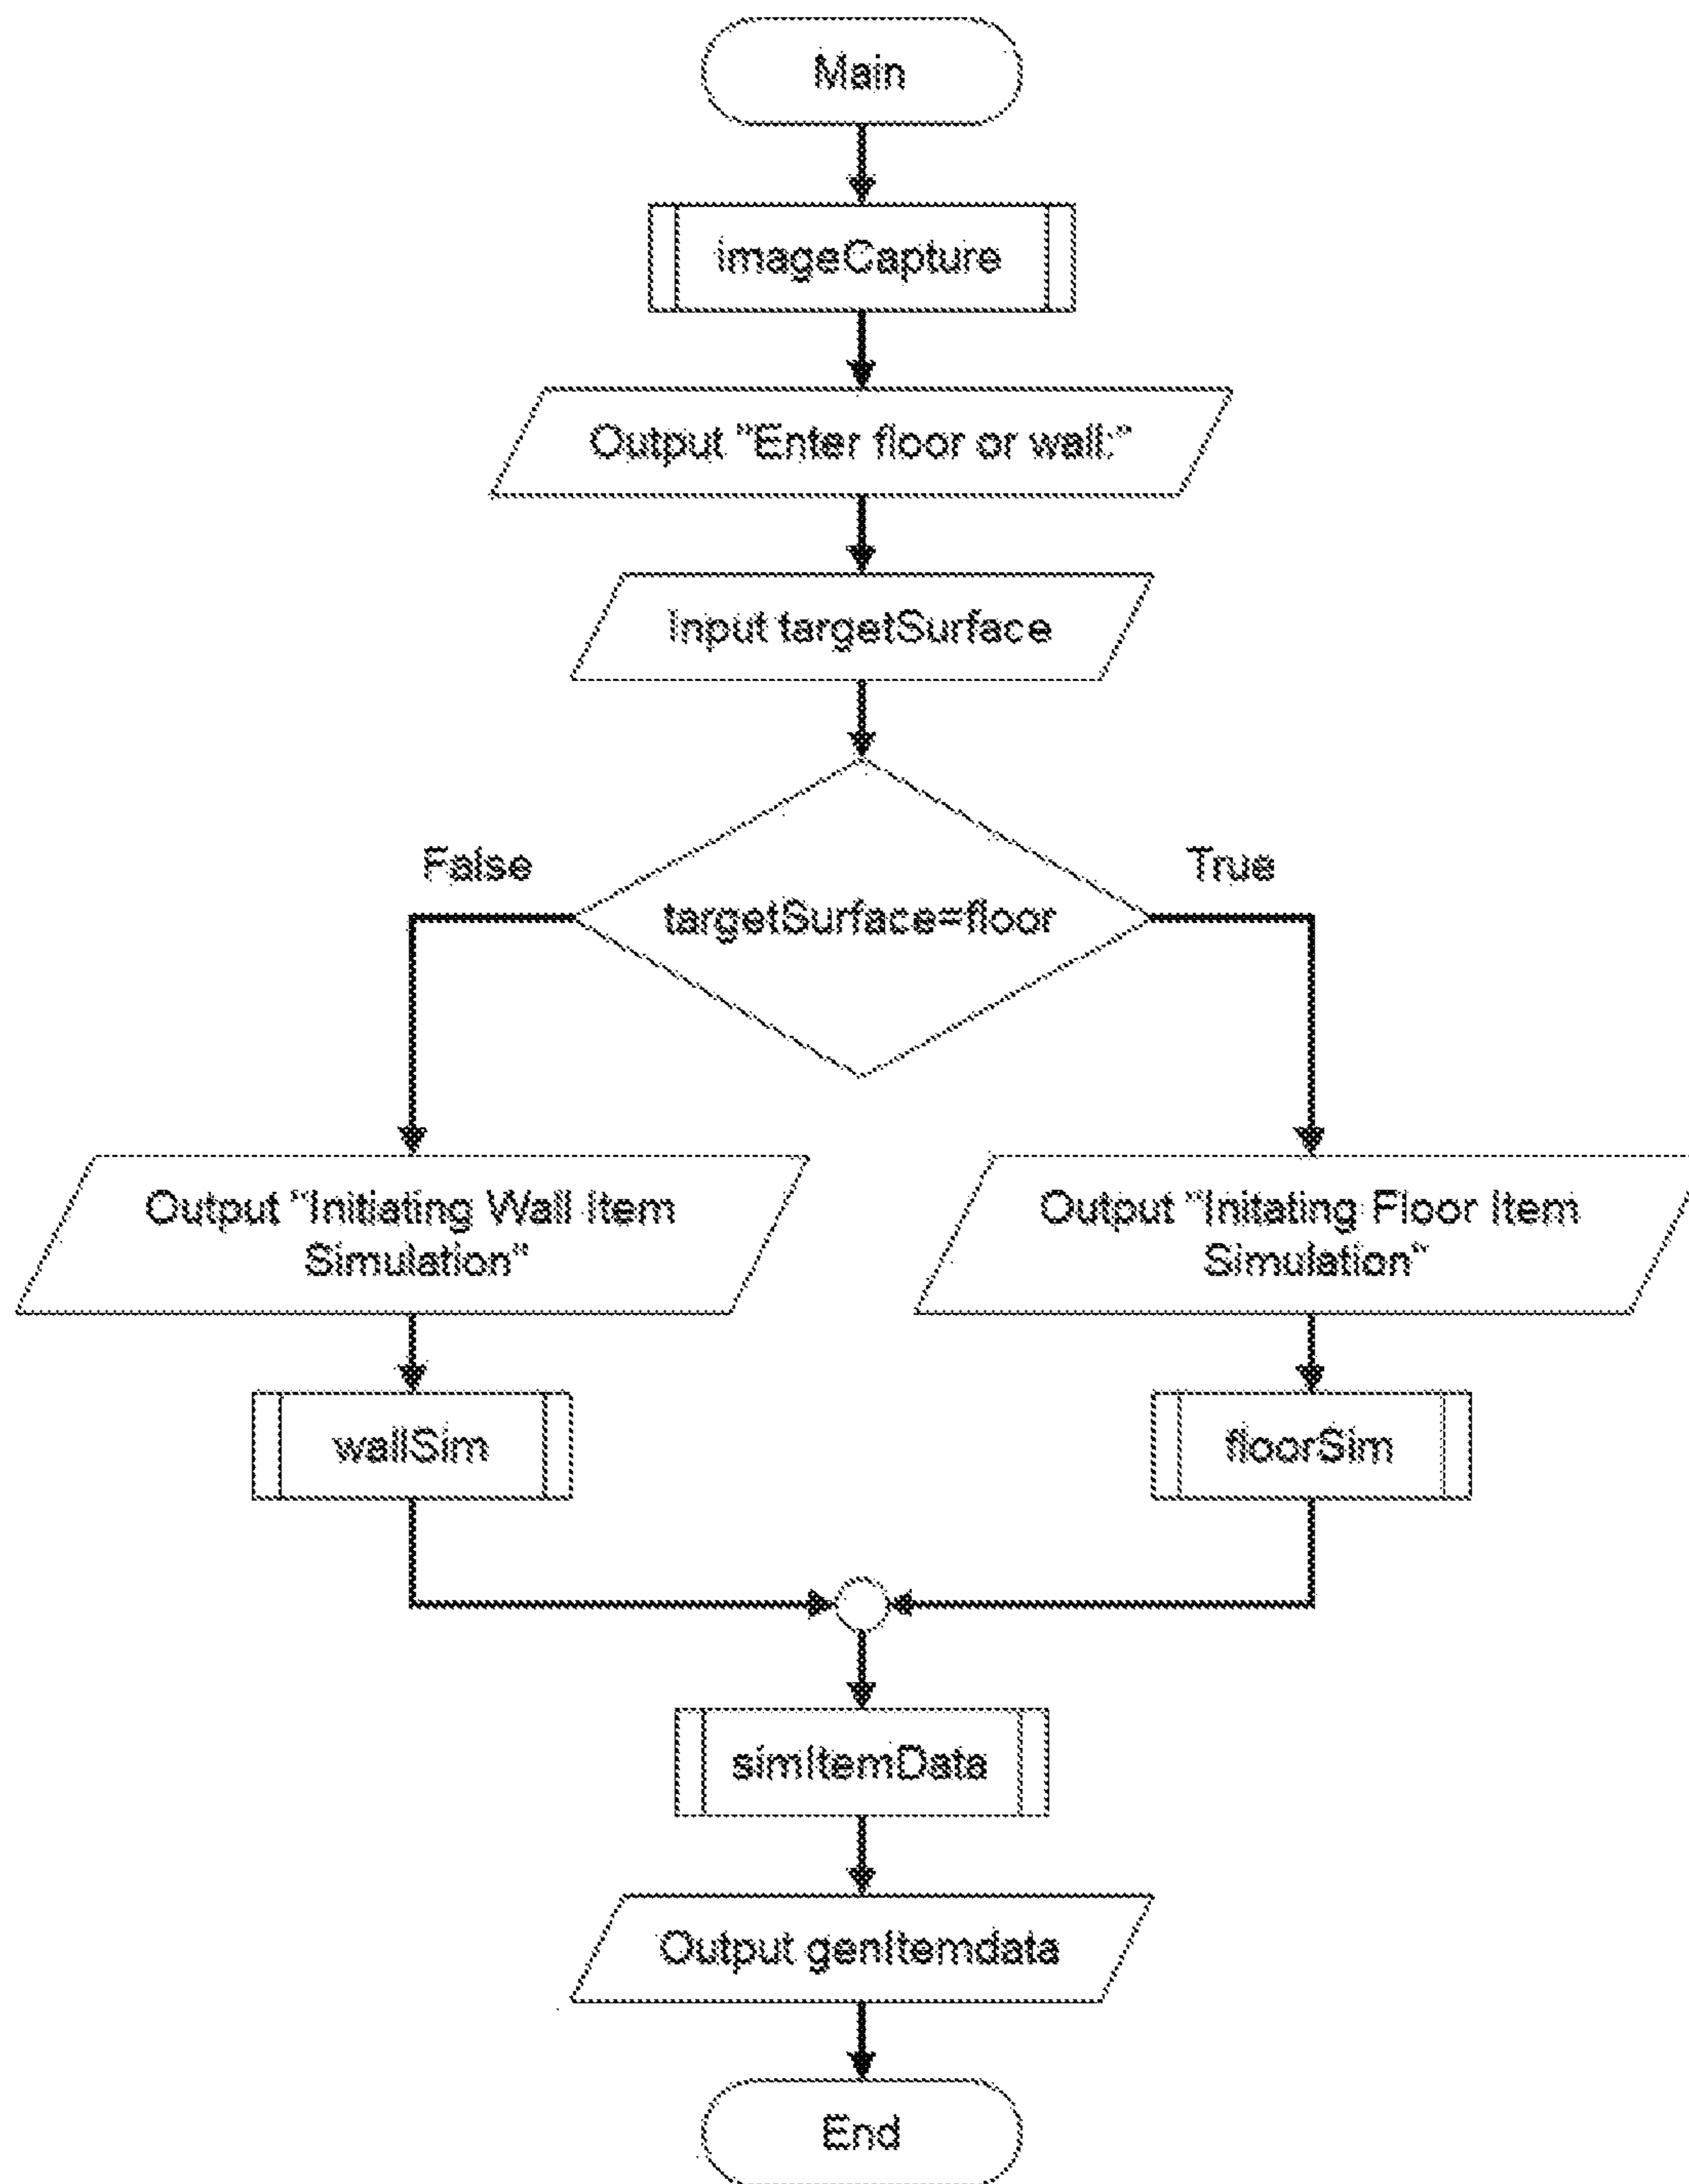 Main
imageCapture
Output "Enter floor or wall:"
Input targetSurface
False
True
targetSurface=floor
Output "Initiating Wall Item
Simulation"
Output "Initating Floor Item
Simulation"
wallSim
floorSim
simItemData
Output genItemdata
End